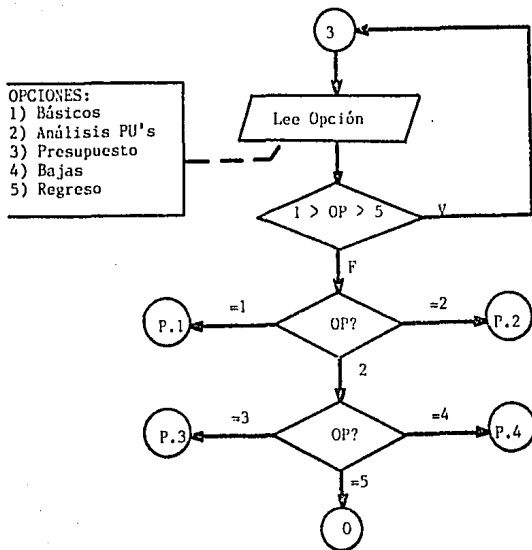 3
OPCIONES:
1) Básicos
2) Análisis PU's
3) Presupuesto
4) Bajas
5) Regreso
Lee Opción
1 > OP > 5
V
F
P.1
=1
OP?
=2
P.2
2
P.3
=3
OP?
=4
P.4
=5
0